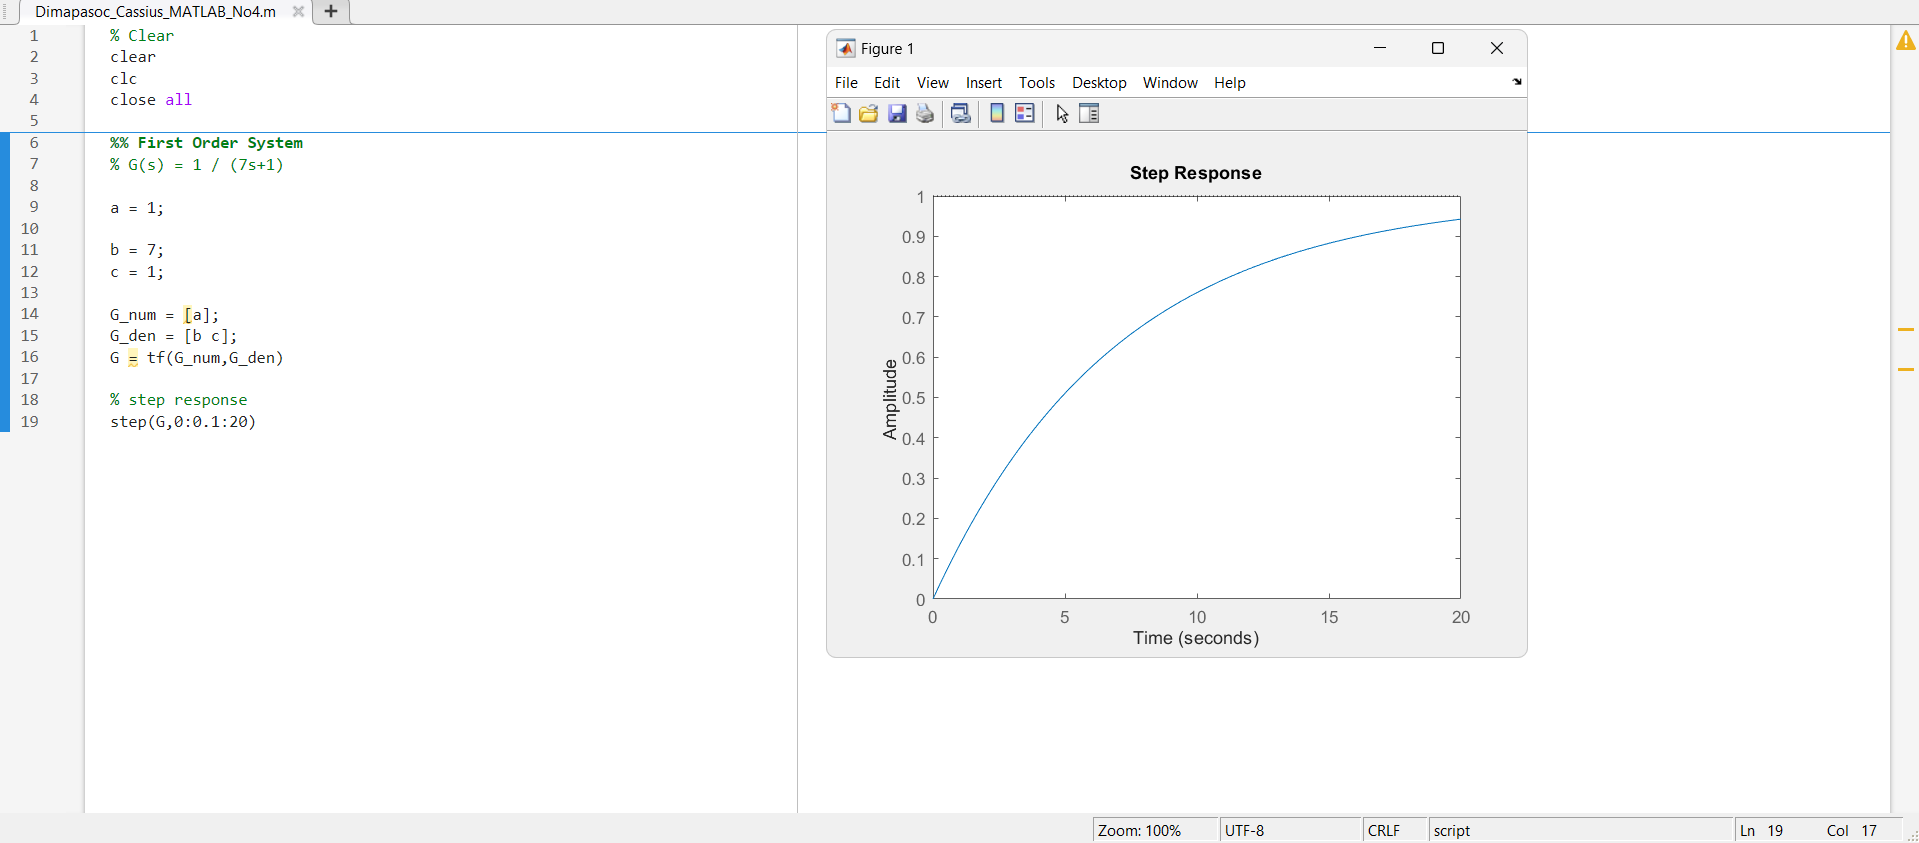 Dimapasoc_Cassius_MATLAB_No4.m
1 % Clear
2 clear
3 clc
4 close all
5
6 %% First Order System
7 % G(s) = 1 / (7s+1)
8
9 a = 1;
10
11 b = 7;
12 c = 1;
13
14 G_num = [a];
15 G_den = [b c];
16 G = tf(G_num,G_den)
17
18 % step response
19 step(G,0:0.1:20)
Figure 1
File Edit View Insert Tools Desktop Window Help
Step Response
1
0.9
0.8
0.7
0.6
0.5
0.4
0.3
0.2
0.1
0
Amplitude
0 5 10 15 20
Time (seconds)
Zoom: 100% UTF-8 CRLF script Ln 19 Col 17